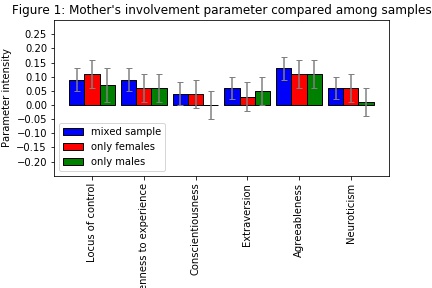 Figure 1: Mother's involvement parameter compared among samples
Parameter intensity
0.25
0.20
0.15
0.10
0.05
0.00
−0.05
−0.10
−0.15
−0.20
mixed sample
only females
only males
Locus of control
to experience
Conscientiousness
Extraversion
Agreeableness
Neuroticism